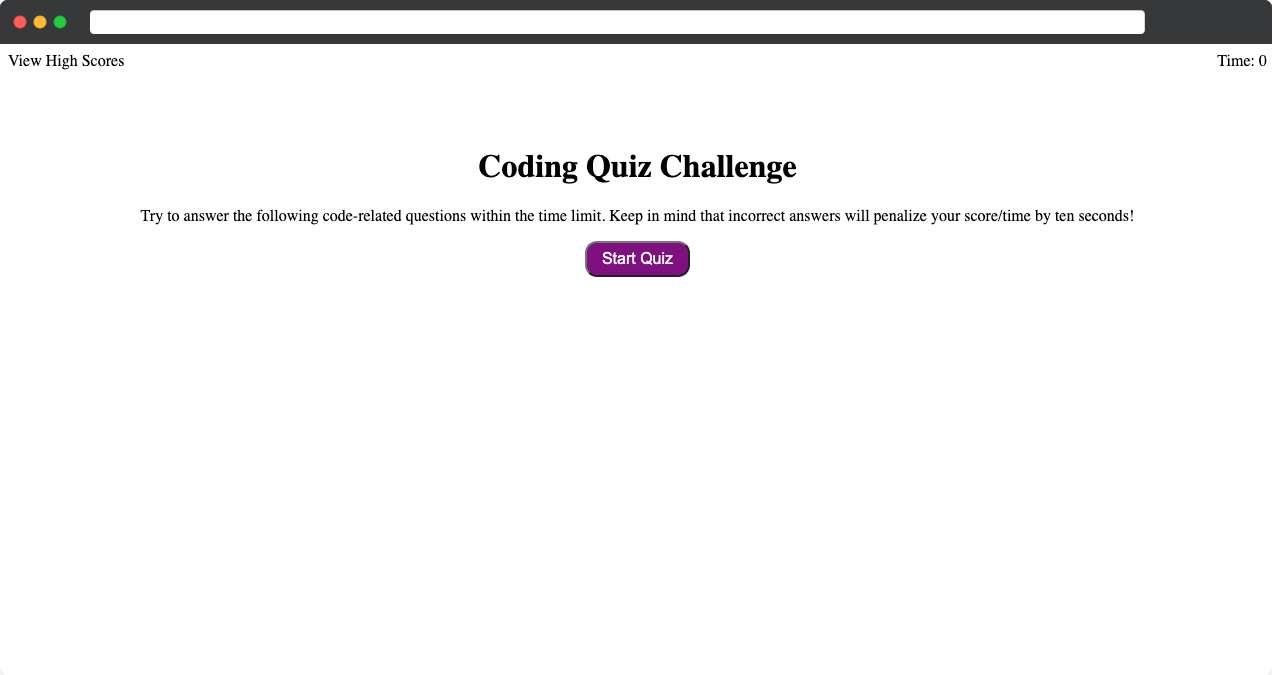 View High Scores
Time: 0
Coding Quiz Challenge
Try to answer the following code-related questions within the time limit. Keep in mind that incorrect answers will penalize your score/time by ten seconds!
Start Quiz